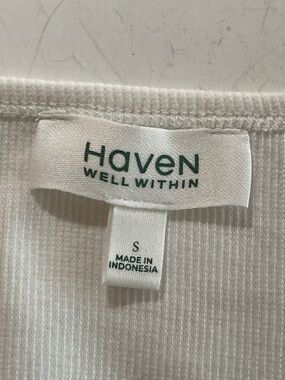 HaveN
WELL WITHIN
S
MADE IN
INDONESIA